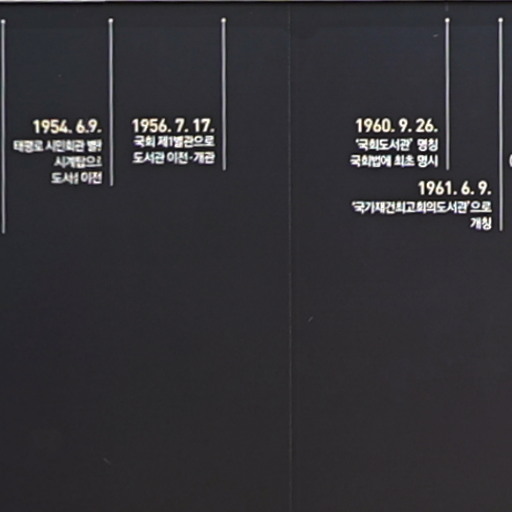 1954. 6. 9.
태평로 시민회관 별관
시계탑으로
도서실 이전
1956. 7. 17.
국회 제1별관으로
도서관 이전·개관
1960. 9. 26.
'국회도서관' 명칭
국회법에 최초 명시
1961. 6. 9.
'국가재건최고회의도서관'으로
개칭